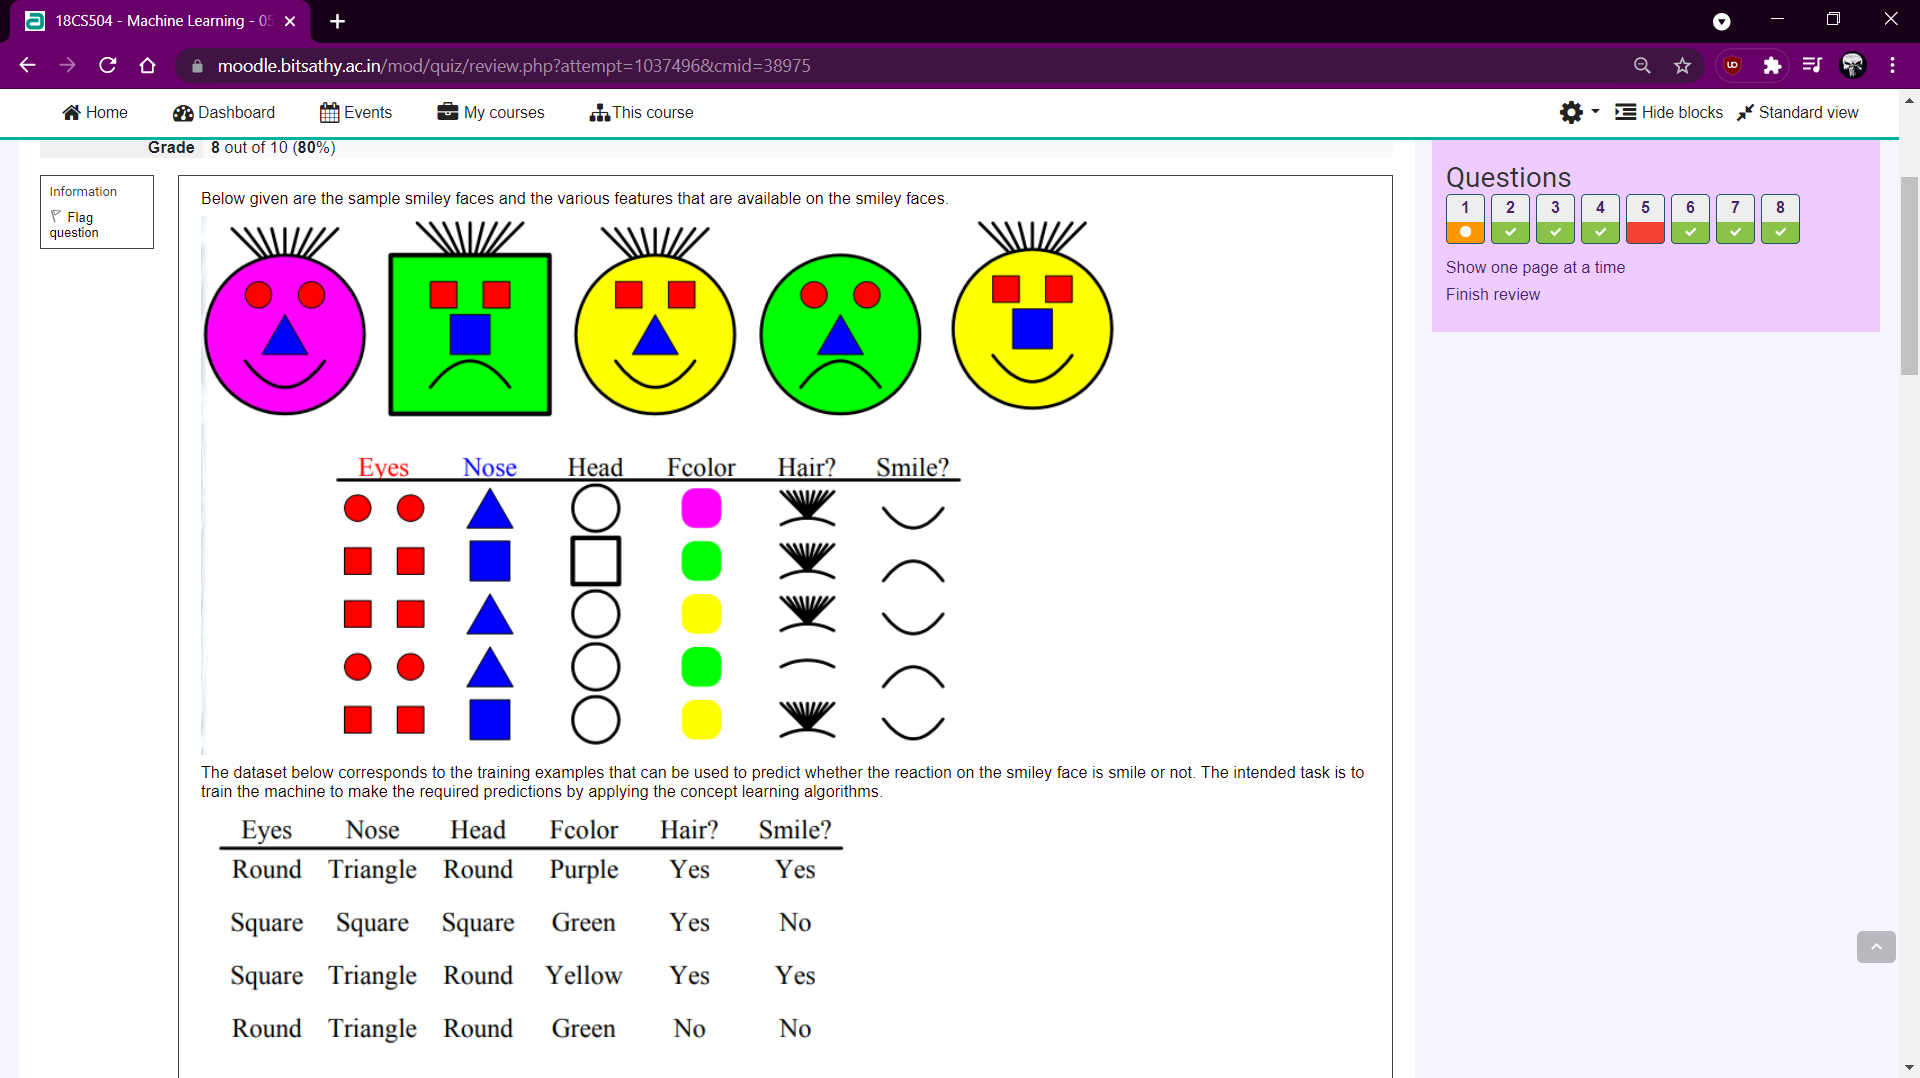 18CS504 - Machine Learning - 05
moodle.bitsathy.ac.in/mod/quiz/review.php?attempt=1037496&cmid=38975
Home Dashboard Events My courses This course Hide blocks Standard view
Grade 8 out of 10 (80%)
Information
Flag question
Below given are the sample smiley faces and the various features that are available on the smiley faces.
Eyes Nose Head Fcolor Hair? Smile?
The dataset below corresponds to the training examples that can be used to predict whether the reaction on the smiley face is smile or not. The intended task is to
train the machine to make the required predictions by applying the concept learning algorithms.
Eyes Nose Head Fcolor Hair? Smile?
Round Triangle Round Purple Yes Yes
Square Square Square Green Yes No
Square Triangle Round Yellow Yes Yes
Round Triangle Round Green No No
Questions
1 2 3 4 5 6 7 8
Show one page at a time
Finish review